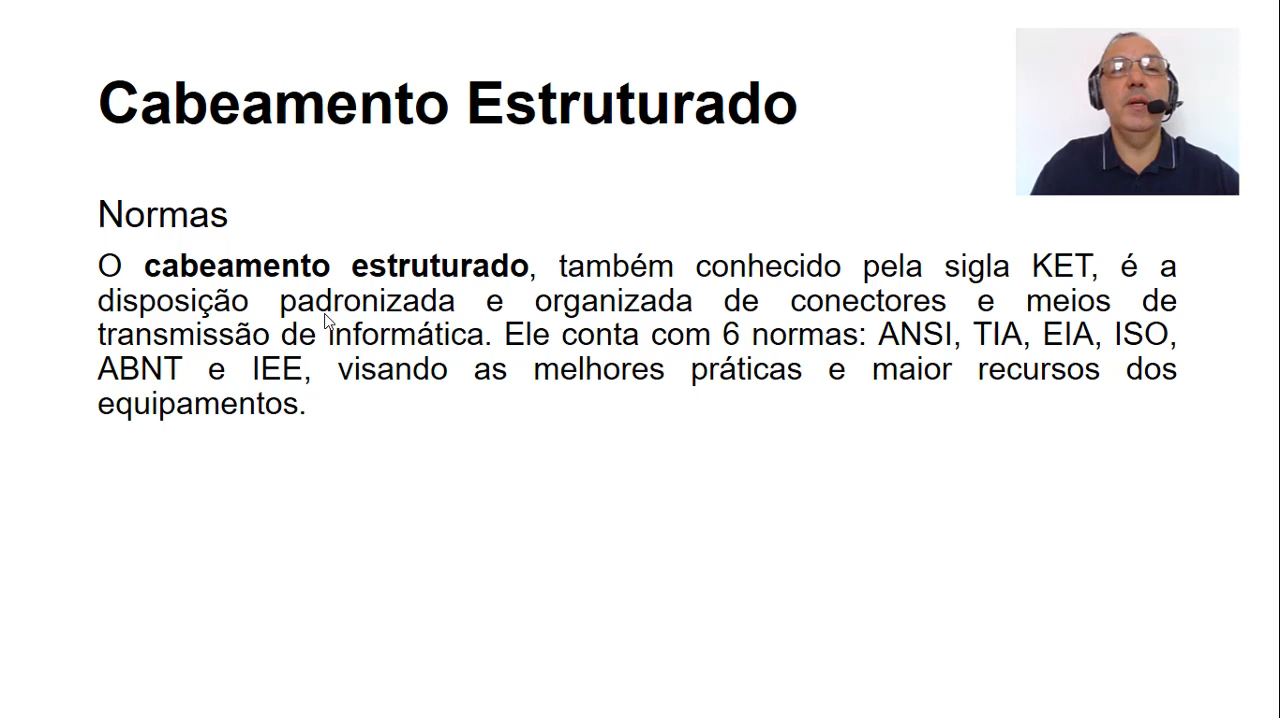 Cabeamento Estruturado
Normas
O cabeamento estruturado, também conhecido pela sigla KET, é a
disposição padronizada e organizada de conectores e meios de
transmissão de informática. Ele conta com 6 normas: ANSI, TIA, EIA, ISO,
ABNT e IEE, visando as melhores práticas e maior recursos dos
equipamentos.